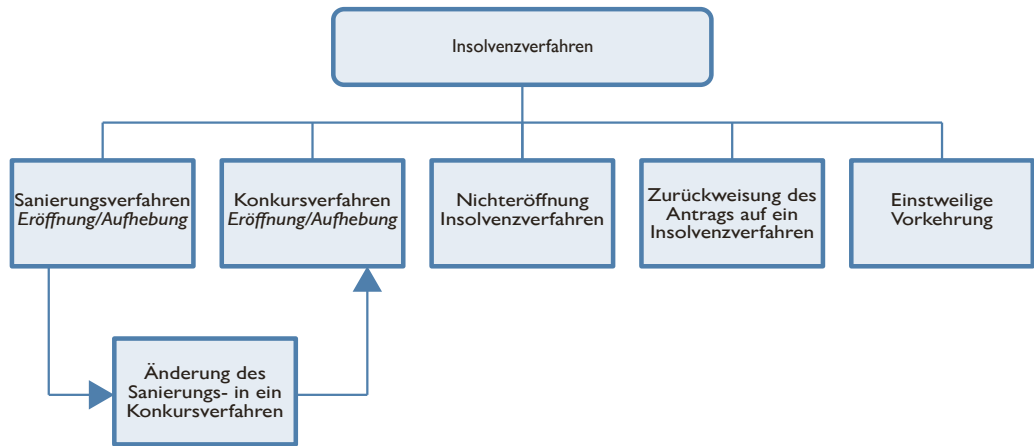 Insolvenzverfahren
Sanierungsverfahren
Eröffnung/Aufhebung
Konkursverfahren
Eröffnung/Aufhebung
Nichteröffnung
Insolvenzverfahren
Zurückweisung des
Antrags auf ein
Insolvenzverfahren
Einstweilige
Vorkehrung
Änderung des
Sanierungs- in ein
Konkursverfahren